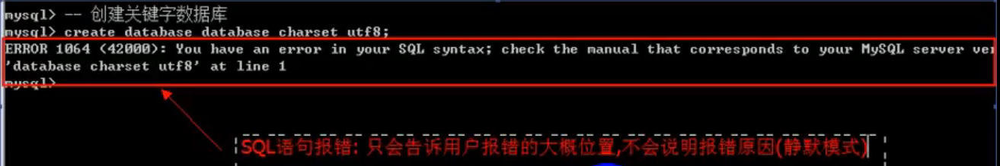 mysql> -- 创建关键字数据库
mysql> create database database charset utf8;
ERROR 1064 (42000): You have an error in your SQL syntax; check the manual that corresponds to your MySQL server ver
'database charset utf8' at line 1
mysql>
SQL语句报错: 只会告诉用户报错的大概位置,不会说明报错原因(静默模式)